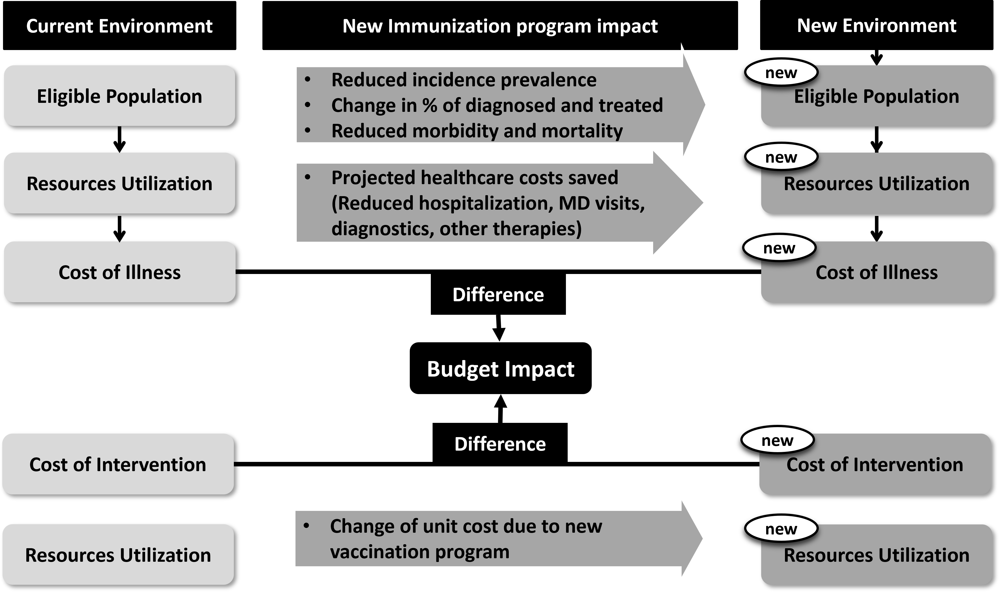 Current Environment
New Immunization program impact
New Environment
Eligible Population
• Reduced incidence prevalence
• Change in % of diagnosed and treated
• Reduced morbidity and mortality
new
Eligible Population
Resources Utilization
• Projected healthcare costs saved
(Reduced hospitalization, MD visits,
diagnostics, other therapies)
new
Resources Utilization
Cost of Illness
new
Cost of Illness
Difference
Budget Impact
Difference
Cost of Intervention
new
Cost of Intervention
Resources Utilization
• Change of unit cost due to new
vaccination program
new
Resources Utilization